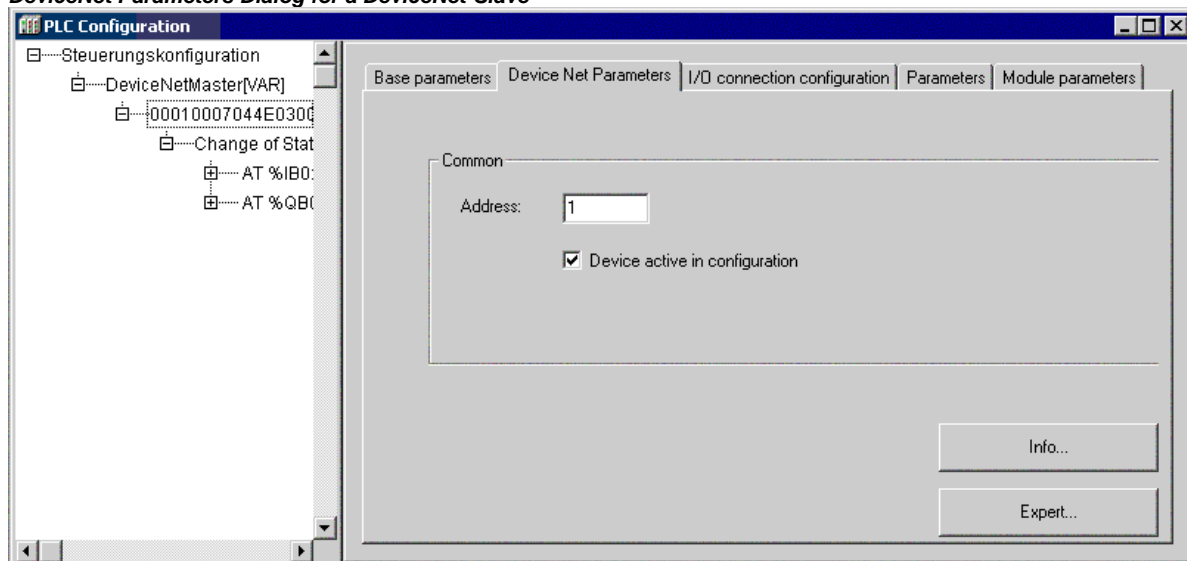 DeviceNet Parameters Dialog for a DeviceNet Slave
PLC Configuration
Steuerungskonfiguration
DeviceNetMaster[VAR]
00010007044E030
Change of Stat
AT %IB0:
AT %QB
Base parameters
Device Net Parameters
I/O connection configuration
Parameters
Module parameters
Common
Address: 1
Device active in configuration
Info...
Expert...